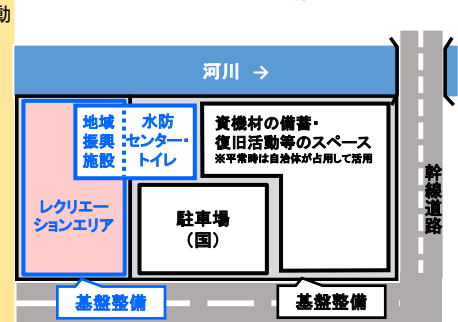 動
河川 →
地域
振興
施設
水防
センター・
トイレ
資機材の備蓄・
復旧活動等のスペース
※平常時は自治体が占用して活用
幹線道路
レクリエー
ションエリア
駐車場
（国）
基盤整備
基盤整備